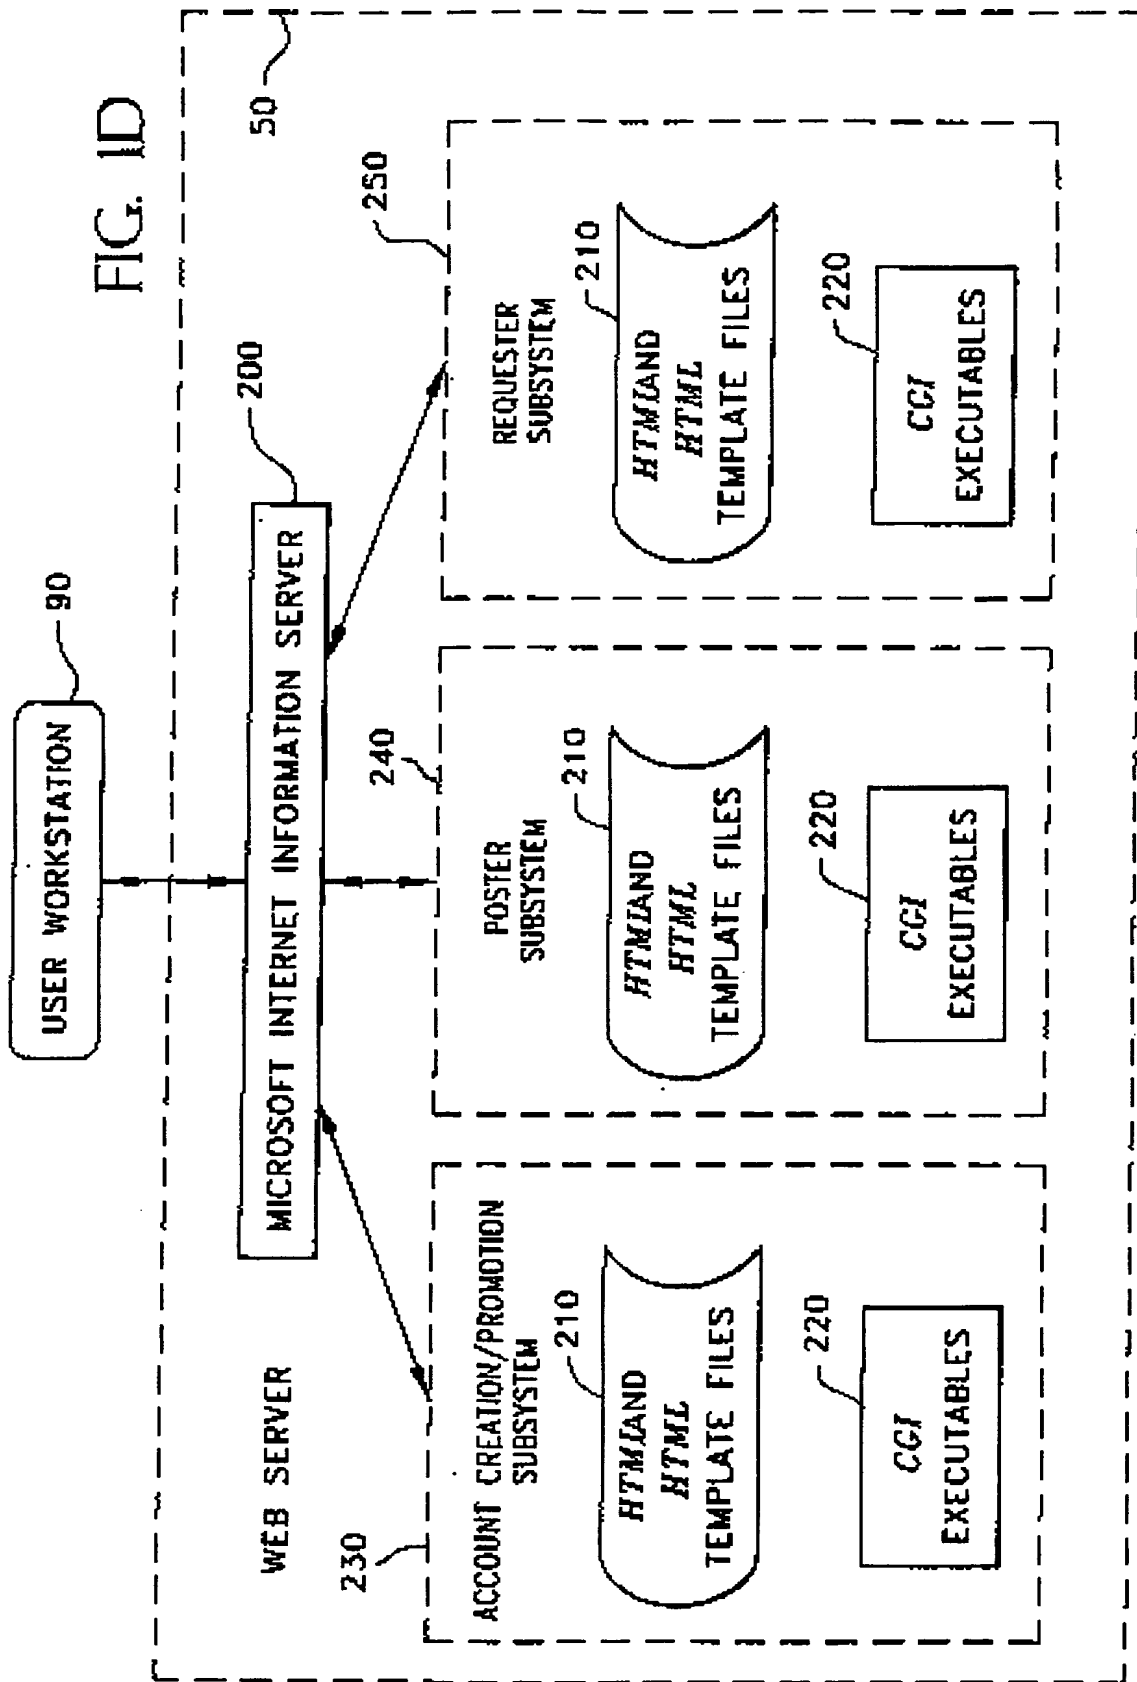 FIG. 1D
USER WORKSTATION
90
50
WEB SERVER
MICROSOFT INTERNET INFORMATION SERVER
200
230
ACCOUNT CREATION/PROMOTION
SUBSYSTEM
210
HTMLAND
HTML
TEMPLATE FILES
220
CGI
EXECUTABLES
240
POSTER
SUBSYSTEM
210
HTMLAND
HTML
TEMPLATE FILES
220
CGI
EXECUTABLES
250
REQUESTER
SUBSYSTEM
210
HTMLAND
HTML
TEMPLATE FILES
220
CGI
EXECUTABLES